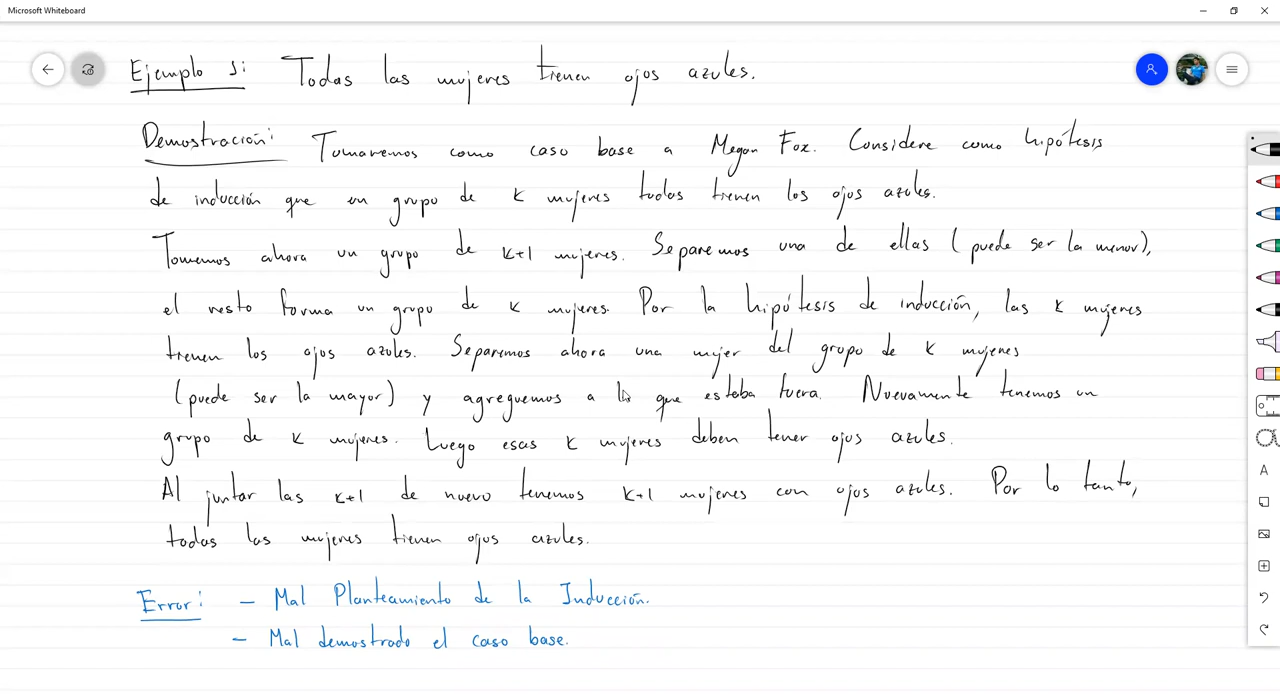 Microsoft Whiteboard
Ejemplo 1: Todas las mujeres tienen ojos azules.
Demostración: Tomaremos como caso base a Megan Fox. Considere como hipótesis
de inducción que en grupo de k mujeres todas tienen los ojos azules.
Tomemos ahora un grupo de k+1 mujeres. Separemos una de ellas (puede ser la menor),
el resto forma un grupo de k mujeres. Por la hipótesis de inducción, las k mujeres
tienen los ojos azules. Separemos ahora una mujer del grupo de k mujeres
(puede ser la mayor) y agreguemos a la que estaba fuera. Nuevamente tenemos un
grupo de k mujeres. Luego esas k mujeres deben tener ojos azules.
Al juntar las k+1 de nuevo tenemos k+1 mujeres con ojos azules. Por lo tanto,
todas las mujeres tienen ojos azules.
Error: - Mal Planteamiento de la Inducción.
- Mal demostrado el caso base.
A